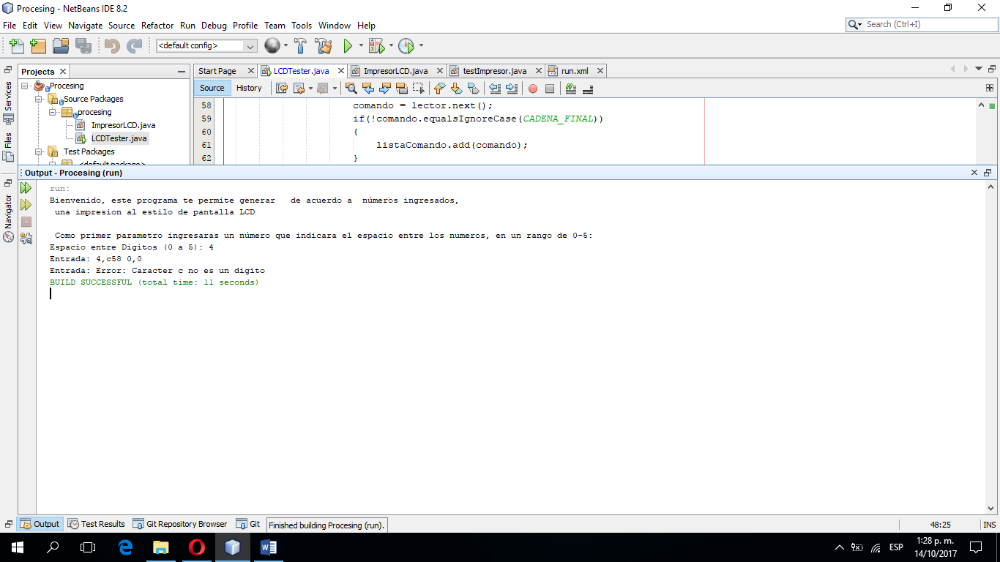 Procesing - NetBeans IDE 8.2
File Edit View Navigate Source Refactor Run Debug Profile Team Tools Window Help
Search (Ctrl+I)
<default config>
Projects
Start Page LCDTester.java ImpresorLCD.java testImpresor.java run.xml
Source History
Services
Files
Navigator
Procesing
Source Packages
procesing
ImpresorLCD.java
LCDTester.java
Test Packages
<default package>
58 comando = lector.next();
59 if(!comando.equalsIgnoreCase(CADENA_FINAL))
60 {
61 listaComando.add(comando);
62 }
Output - Procesing (run)
run:
Bienvenido, este programa te permite generar de acuerdo a números ingresados,
una impresion al estilo de pantalla LCD
Como primer parametro ingresaras un número que indicara el espacio entre los numeros, en un rango de 0-5:
Espacio entre Digitos (0 a 5): 4
Entrada: 4,c58 0,0
Entrada: Error: Caracter c no es un digito
BUILD SUCCESSFUL (total time: 11 seconds)
Output Test Results Git Repository Browser Git Finished building Procesing (run).
48:25 INS
ESP
1:28 p. m.
14/10/2017